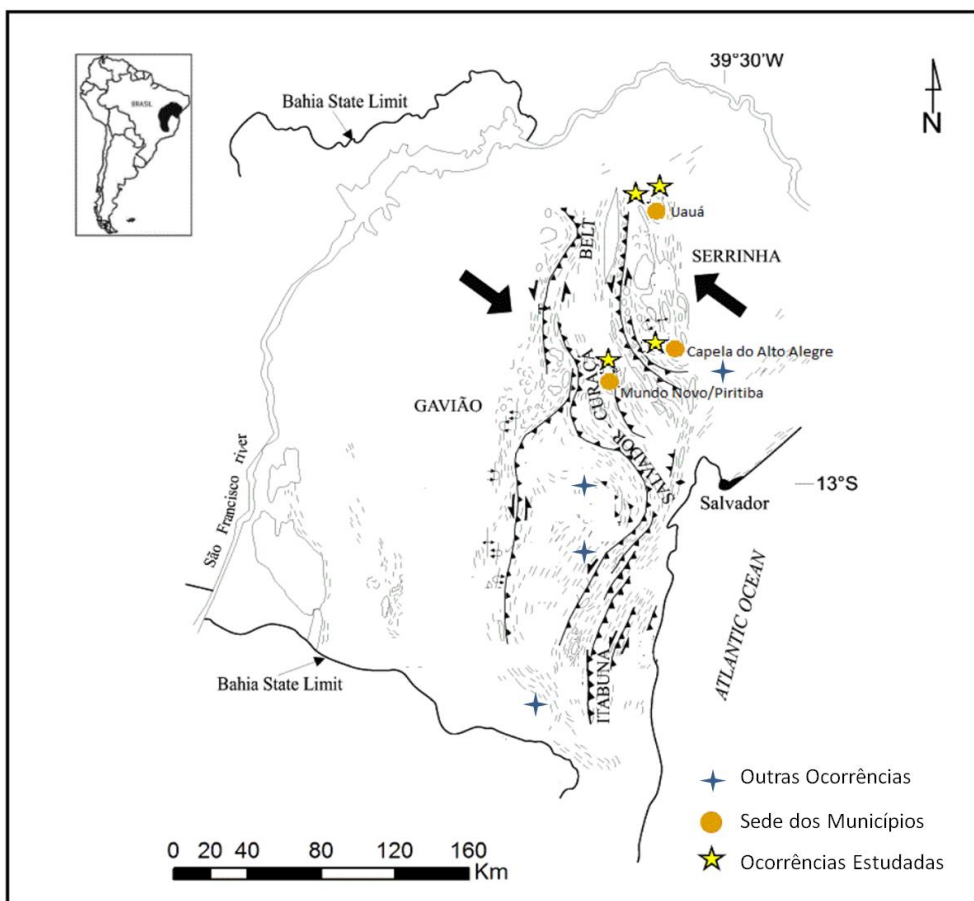 39°30'W
Bahia State Limit
BRASIL
N
Uauá
BELT
SERRINHA
Capela do Alto Alegre
Mundo Novo/Piritiba
CURAÇÁ
GAVIÃO
SALVADOR
13°S
Salvador
São Francisco river
ATLANTIC OCEAN
Bahia State Limit
ITABUNA
Outras Ocorrências
Sede dos Municípios
Ocorrências Estudadas
0 20 40 80 120 160
Km